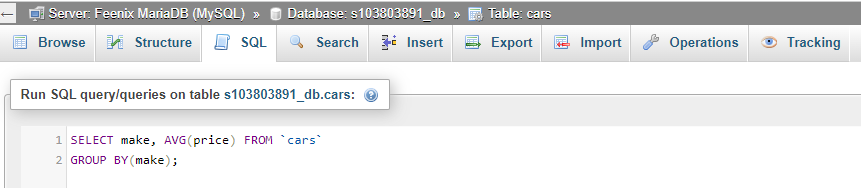 Server: Feenix MariaDB (MySQL) » Database: s103803891_db » Table: cars
Browse Structure SQL Search Insert Export Import Operations Tracking
Run SQL query/queries on table s103803891_db.cars:
1 SELECT make, AVG(price) FROM `cars`
2 GROUP BY(make);